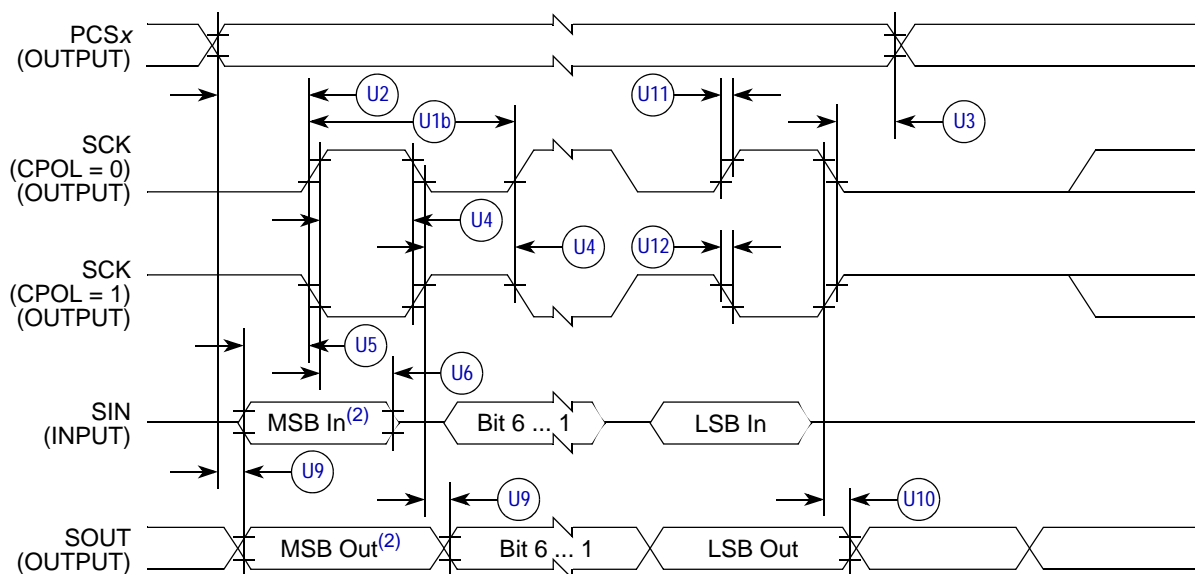 PCSx
(OUTPUT)
U2
U11
U1b
U3
SCK
(CPOL = 0)
(OUTPUT)
U4
U4
U12
SCK
(CPOL = 1)
(OUTPUT)
U5
U6
SIN
(INPUT)
MSB In(2)
Bit 6 ... 1
LSB In
U9
U9
U10
SOUT
(OUTPUT)
MSB Out(2)
Bit 6 ... 1
LSB Out